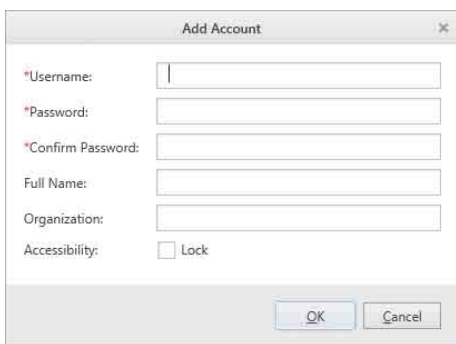 Add Account
*Username:
*Password:
*Confirm Password:
Full Name:
Organization:
Accessibility: Lock
OK Cancel